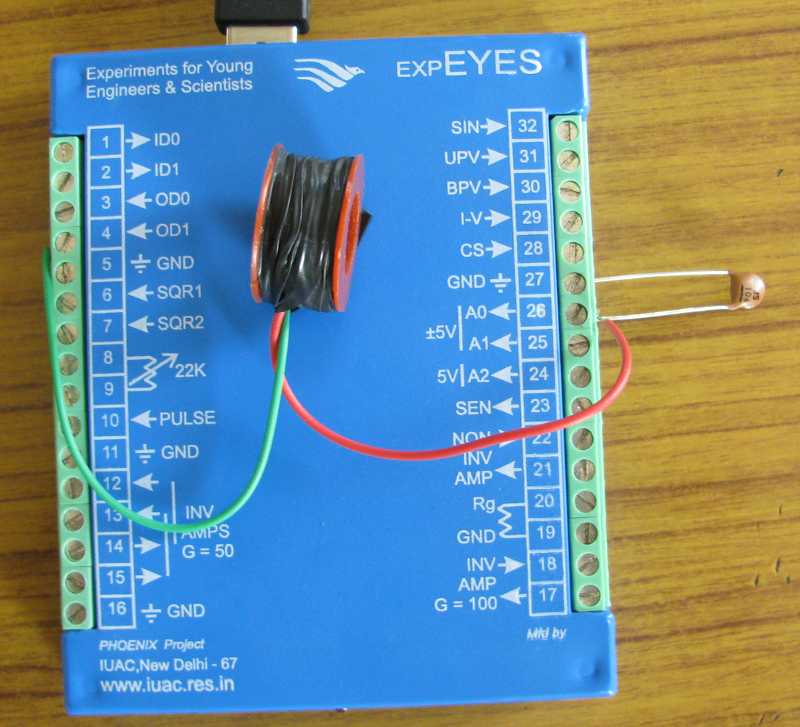 Experiments for Young
Engineers & Scientists
EXPEYES
1 ID0
2 ID1
3 OD0
4 OD1
5 GND
6 SQR1
7 SQR2
8
22K
9
10 PULSE
11 GND
12
13 INV
AMPS
14
G = 50
15
16 GND
SIN 32
UPV 31
BPV 30
I-V 29
CS 28
GND 27
A0 26
±5V
A1 25
5V A2 24
SEN 23
NON 22
INV
AMP 21
Rg 20
GND 19
INV 18
AMP
G = 100 17
PHOENIX Project
IUAC, New Delhi - 67
www.iuac.res.in
Mfd by